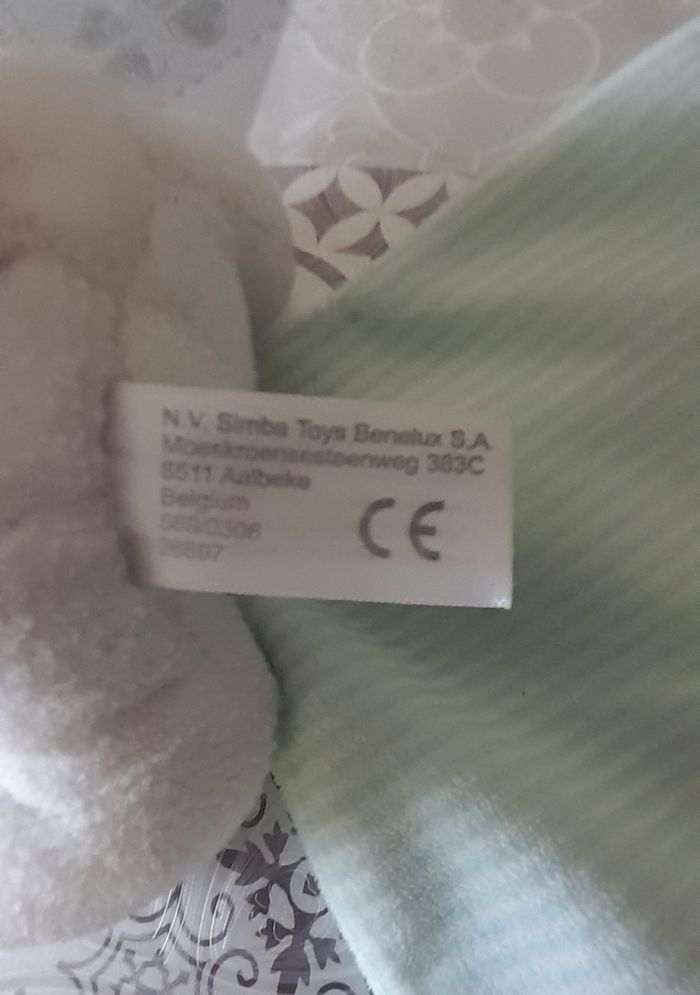 N.V. Simba Toys Benelux S.A.
Moeskroensesteenweg 383C
8511 Aalbeke
Belgium
CE